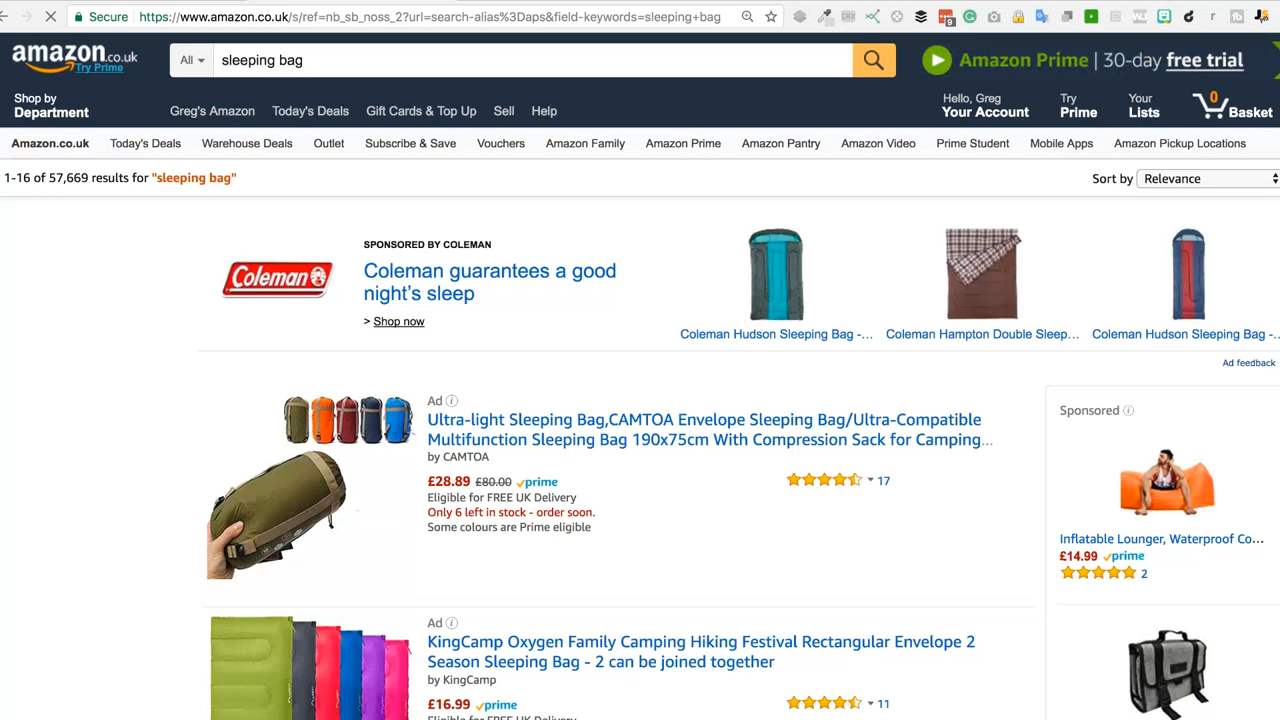 Secure https://www.amazon.co.uk/s/ref=nb_sb_noss_2?url=search-alias%3Daps&field-keywords=sleeping+bag
9
amazon.co.uk
Try Prime
All
sleeping bag
Amazon Prime | 30-day free trial
Shop by
Department
Greg's Amazon Today's Deals Gift Cards & Top Up Sell Help
Hello, Greg
Your Account
Try
Prime
Your
Lists
0
Basket
Amazon.co.uk Today's Deals Warehouse Deals Outlet Subscribe & Save Vouchers Amazon Family Amazon Prime Amazon Pantry Amazon Video Prime Student Mobile Apps Amazon Pickup Locations
1-16 of 57,669 results for "sleeping bag"
Sort by Relevance
Coleman
SPONSORED BY COLEMAN
Coleman guarantees a good
night's sleep
> Shop now
Coleman Hudson Sleeping Bag -...
Coleman Hampton Double Sleep...
Coleman Hudson Sleeping Bag -...
Ad feedback
Ad
Ultra-light Sleeping Bag,CAMTOA Envelope Sleeping Bag/Ultra-Compatible
Multifunction Sleeping Bag 190x75cm With Compression Sack for Camping...
by CAMTOA
£28.89 £80.00 prime
Eligible for FREE UK Delivery
Only 6 left in stock - order soon.
Some colours are Prime eligible
17
Sponsored
Inflatable Lounger, Waterproof Co...
£14.99 prime
2
Ad
KingCamp Oxygen Family Camping Hiking Festival Rectangular Envelope 2
Season Sleeping Bag - 2 can be joined together
by KingCamp
£16.99 prime
Eligible for FREE UK Delivery
11